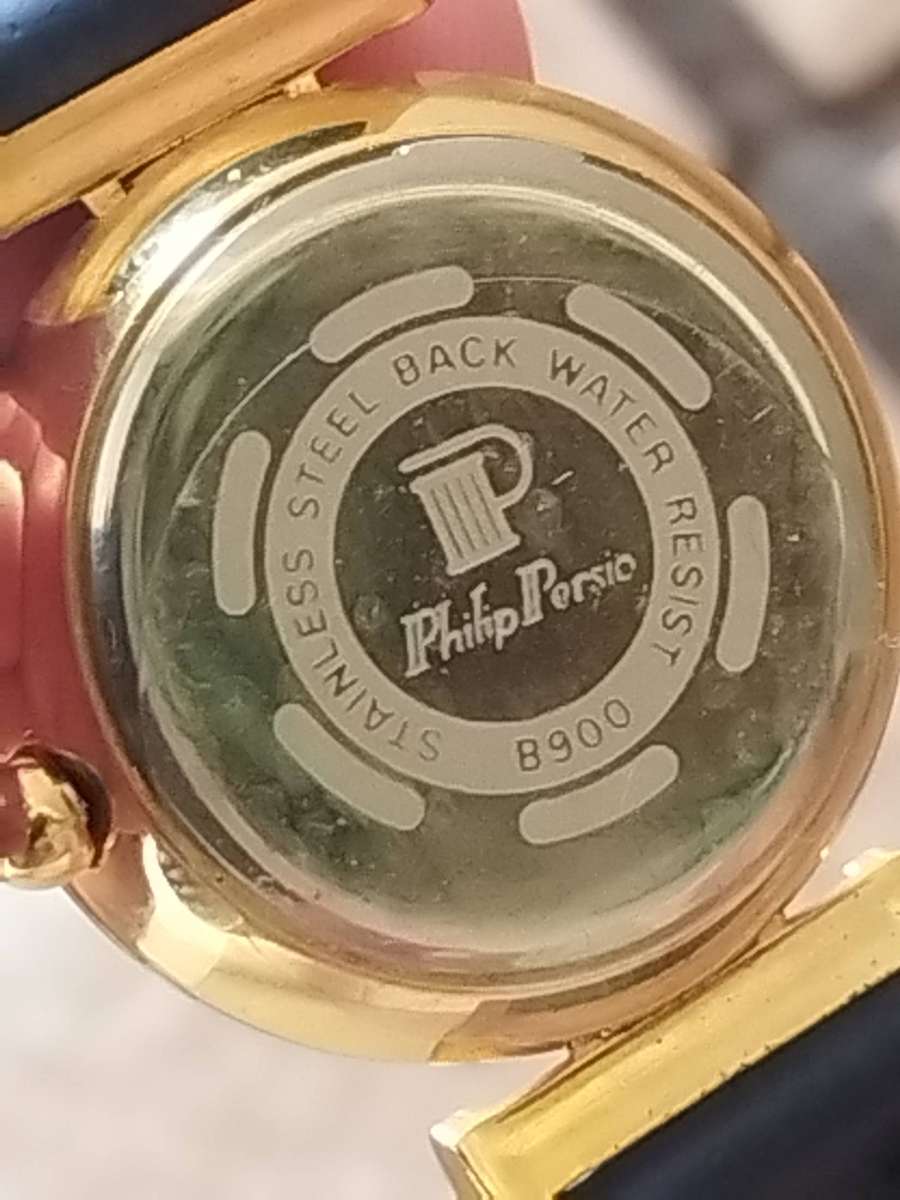 STAINLESS STEEL BACK WATER RESIST
Philip Persio
B900